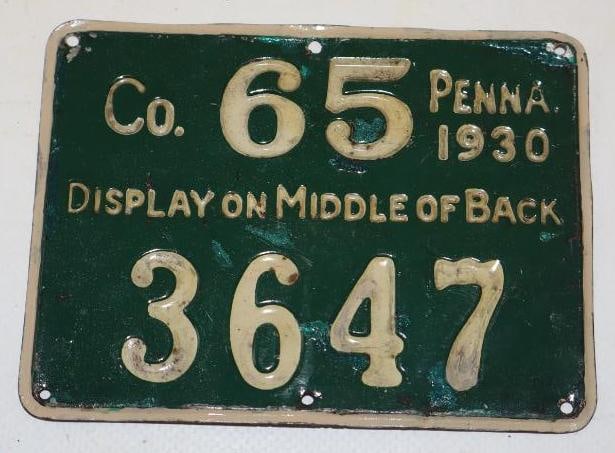 Co. 65 PENNA.
1930
DISPLAY ON MIDDLE OF BACK
3647